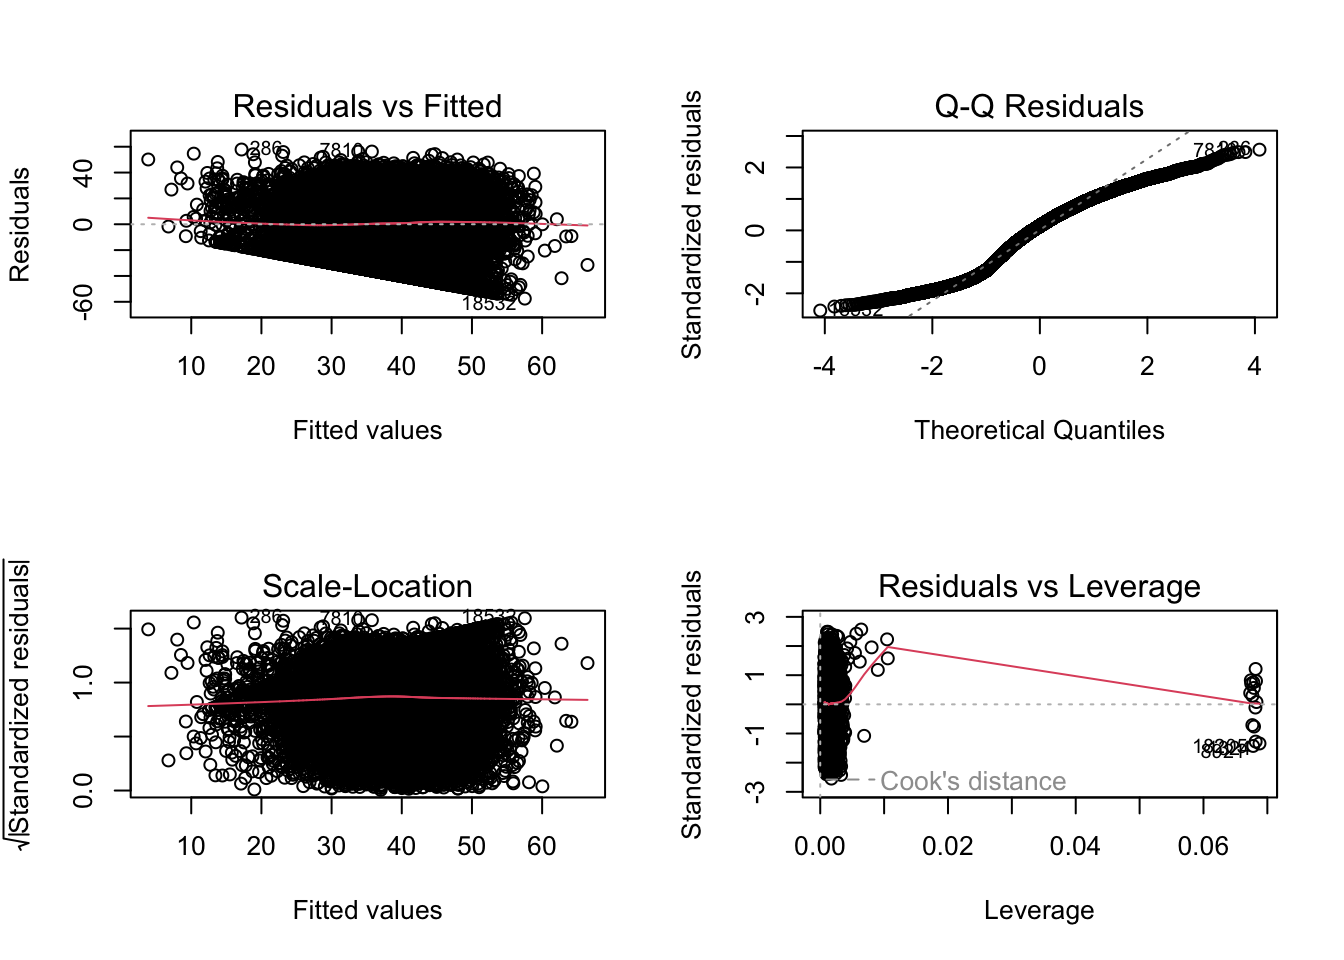 Residuals vs Fitted
Residuals
-60
0
40
286
7810
18532
10 20 30 40 50 60
Fitted values
Q-Q Residuals
Standardized residuals
-2
0
2
-4 -2 0 2 4
Theoretical Quantiles
Scale-Location
√|Standardized residuals|
0.0
1.0
286
7810
18532
10 20 30 40 50 60
Fitted values
Residuals vs Leverage
Standardized residuals
-3
-1
1
3
Cook's distance
0.00 0.02 0.04 0.06
Leverage